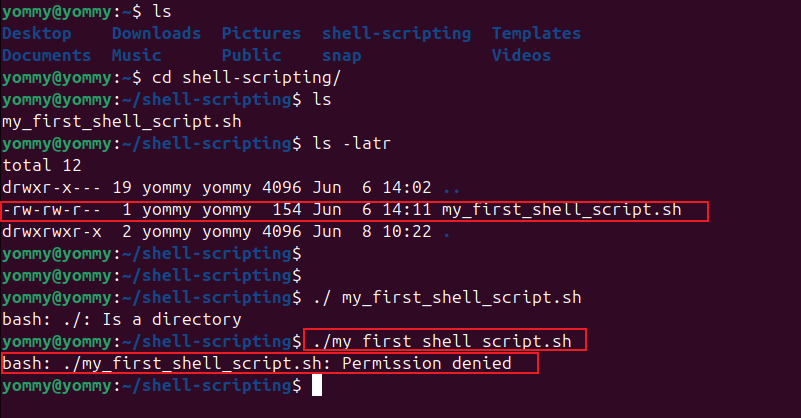 yommy@yommy:~$ ls
Desktop Downloads Pictures shell-scripting Templates
Documents Music Public snap Videos
yommy@yommy:~$ cd shell-scripting/
yommy@yommy:~/shell-scripting$ ls
my_first_shell_script.sh
yommy@yommy:~/shell-scripting$ ls -latr
total 12
drwxr-x--- 19 yommy yommy 4096 Jun 6 14:02 ..
-rw-rw-r-- 1 yommy yommy 154 Jun 6 14:11 my_first_shell_script.sh
drwxrwxr-x 2 yommy yommy 4096 Jun 8 10:22 .
yommy@yommy:~/shell-scripting$
yommy@yommy:~/shell-scripting$
yommy@yommy:~/shell-scripting$ ./ my_first_shell_script.sh
bash: ./: Is a directory
yommy@yommy:~/shell-scripting$ ./my_first_shell_script.sh
bash: ./my_first_shell_script.sh: Permission denied
yommy@yommy:~/shell-scripting$